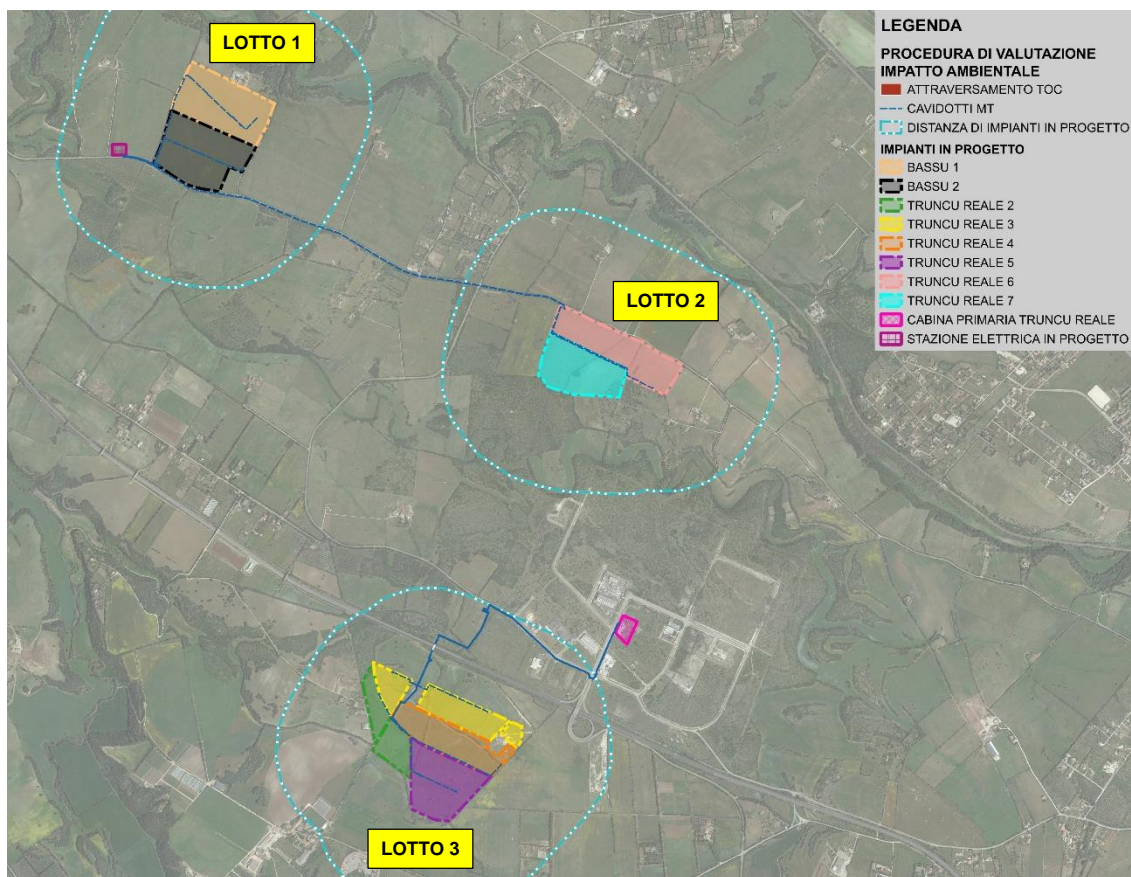 LOTTO 1
LOTTO 2
LOTTO 3
LEGENDA
PROCEDURA DI VALUTAZIONE
IMPATTO AMBIENTALE
ATTRAVERSAMENTO TOC
CAVIDOTTI MT
DISTANZA DI IMPIANTI IN PROGETTO
IMPIANTI IN PROGETTO
BASSU 1
BASSU 2
TRUNCU REALE 2
TRUNCU REALE 3
TRUNCU REALE 4
TRUNCU REALE 5
TRUNCU REALE 6
TRUNCU REALE 7
CABINA PRIMARIA TRUNCU REALE
STAZIONE ELETTRICA IN PROGETTO